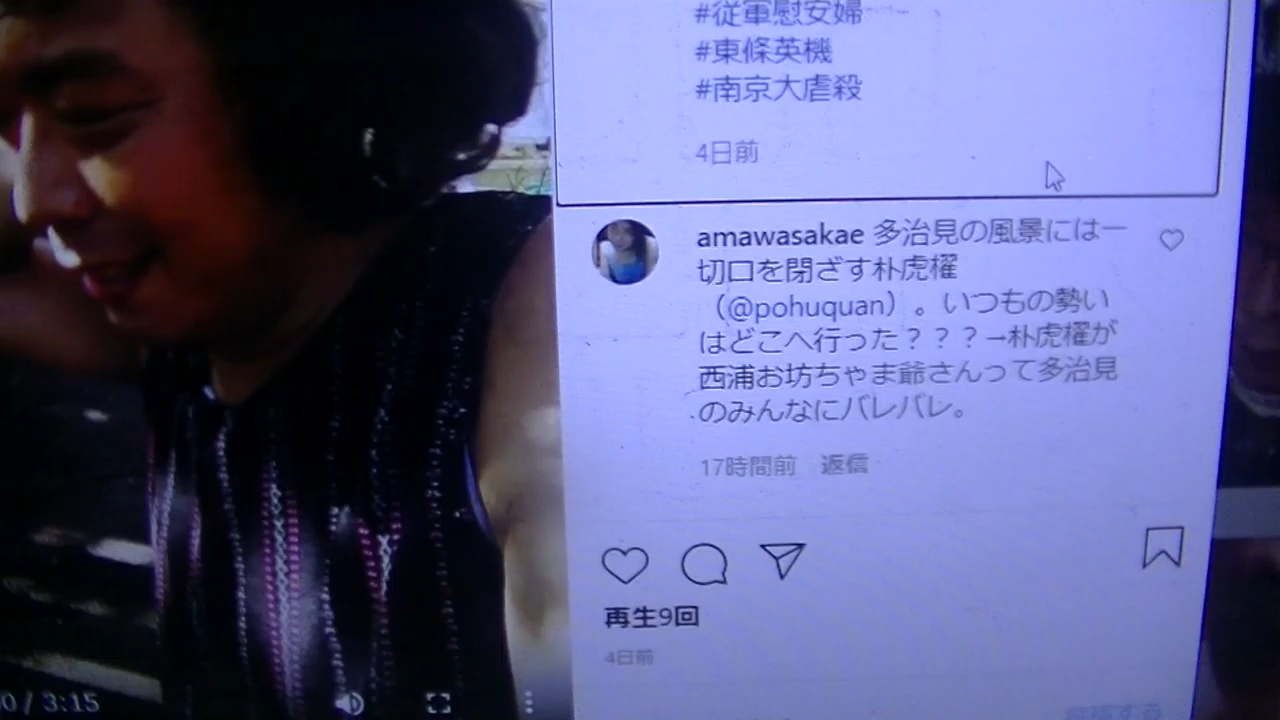 #従軍慰安婦
#東條英機
#南京大虐殺
4日前
amawasakae 多治見の風景には一
切口を閉ざす朴虎櫂
（@pohuquan）。いつもの勢い
はどこへ行った？？？→朴虎櫂が
西浦お坊ちゃま爺さんって多治見
のみんなにバレバレ。
17時間前 返信
再生9回
4日前
0 / 3:15